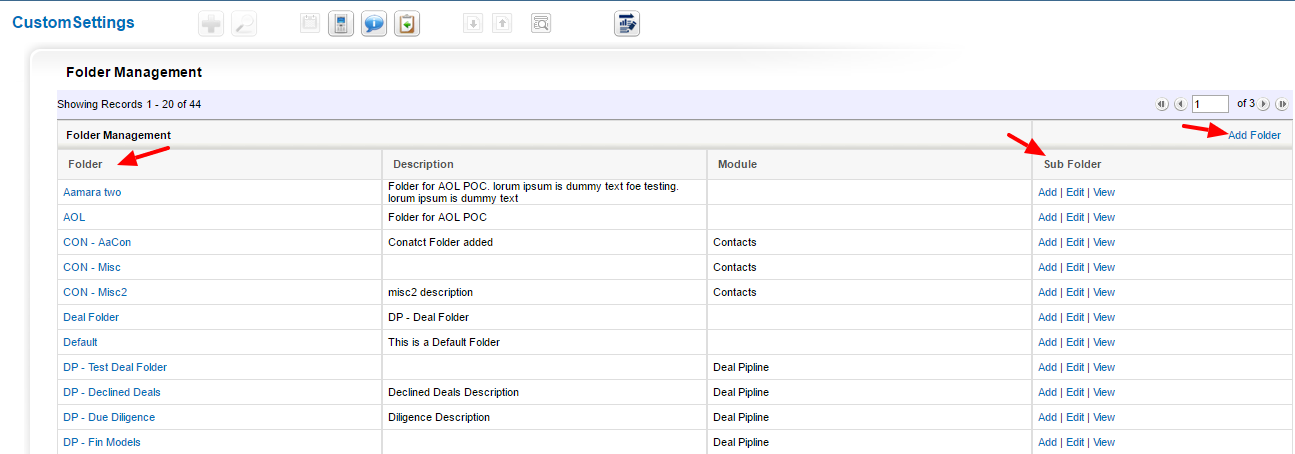 CustomSettings
Folder Management
Showing Records 1 - 20 of 44 1 of 3
Folder Management Add Folder
Folder Description Module Sub Folder
Aamara two Folder for AOL POC. lorum ipsum is dummy text foe testing. Add | Edit | View
lorum ipsum is dummy text
AOL Folder for AOL POC Add | Edit | View
CON - AaCon Conatct Folder added Contacts Add | Edit | View
CON - Misc Contacts Add | Edit | View
CON - Misc2 misc2 description Contacts Add | Edit | View
Deal Folder DP - Deal Folder Add | Edit | View
Default This is a Default Folder Add | Edit | View
DP - Test Deal Folder Deal Pipline Add | Edit | View
DP - Declined Deals Declined Deals Description Deal Pipline Add | Edit | View
DP - Due Diligence Diligence Description Deal Pipline Add | Edit | View
DP - Fin Models Deal Pipline Add | Edit | View